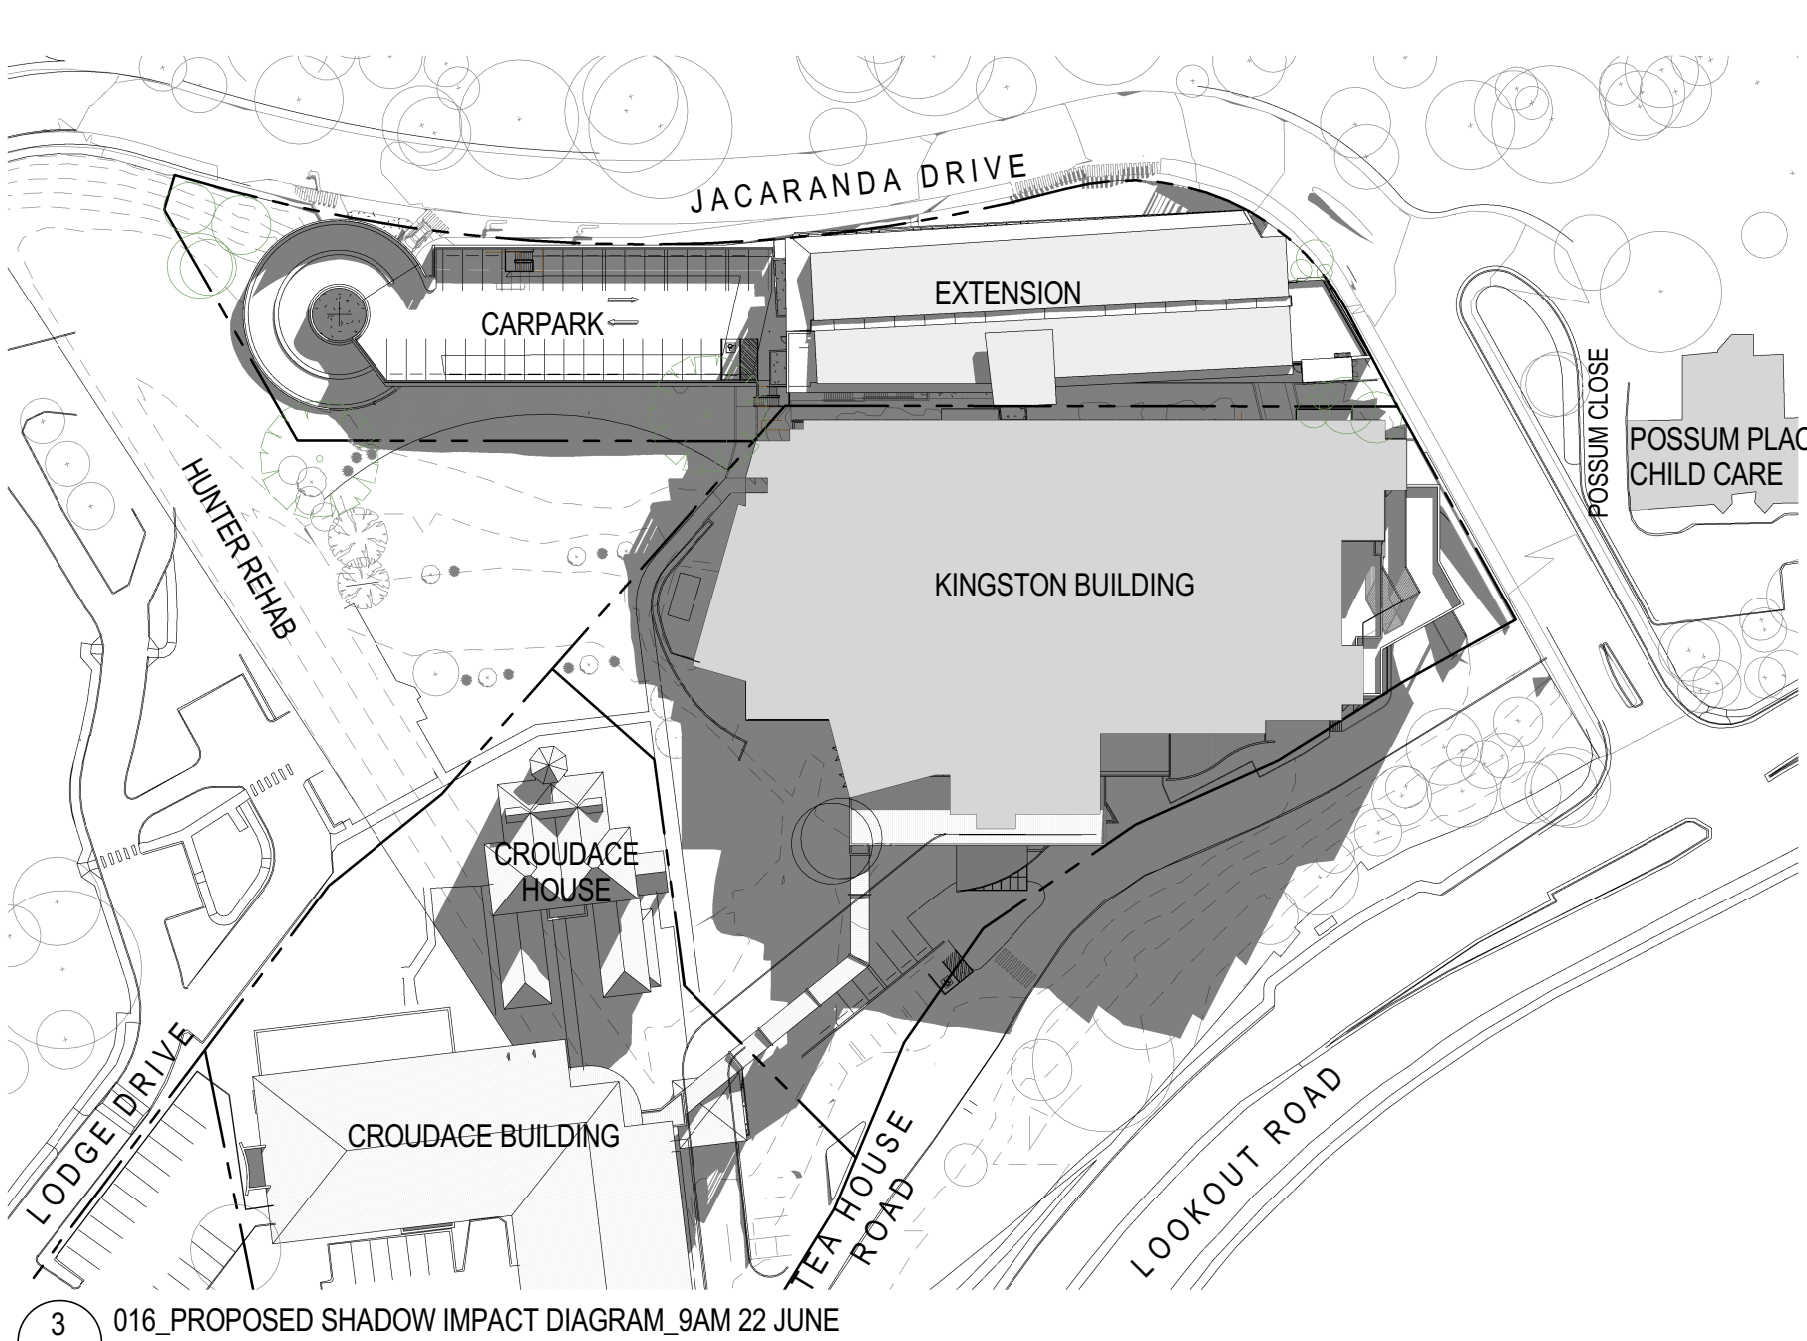 JACARANDA DRIVE
EXTENSION
CARPARK
POSSUM CLOSE
POSSUM PLAC
CHILD CARE
HUNTER REHAB
KINGSTON BUILDING
CROUDACE
HOUSE
LODGE DRIVE
CROUDACE BUILDING
TEA HOUSE
ROAD
LOOKOUT ROAD
3
016_PROPOSED SHADOW IMPACT DIAGRAM_9AM 22 JUNE